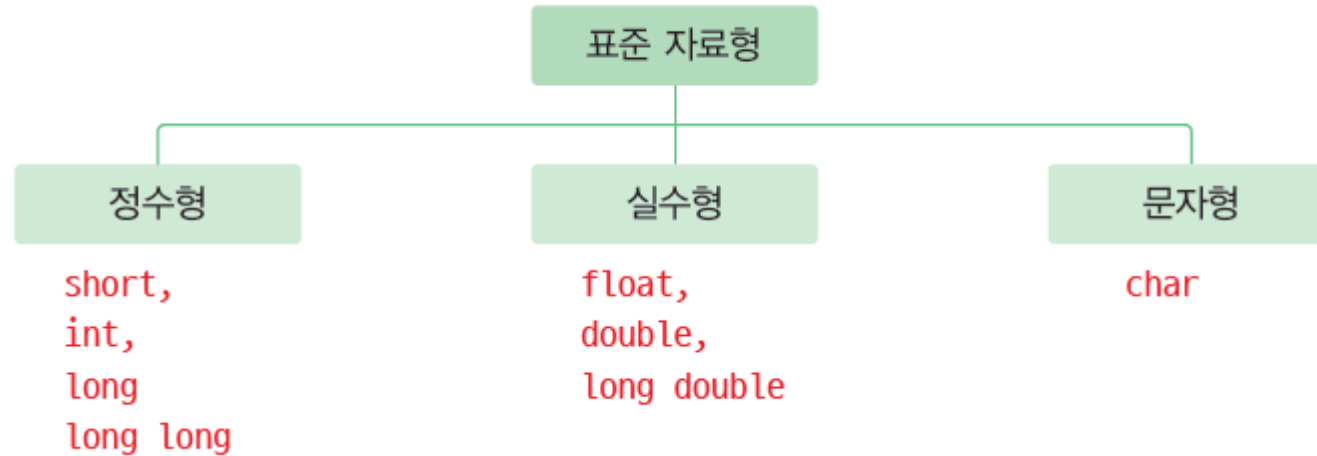 표준 자료형
정수형
short,
int,
long
long long
실수형
float,
double,
long double
문자형
char